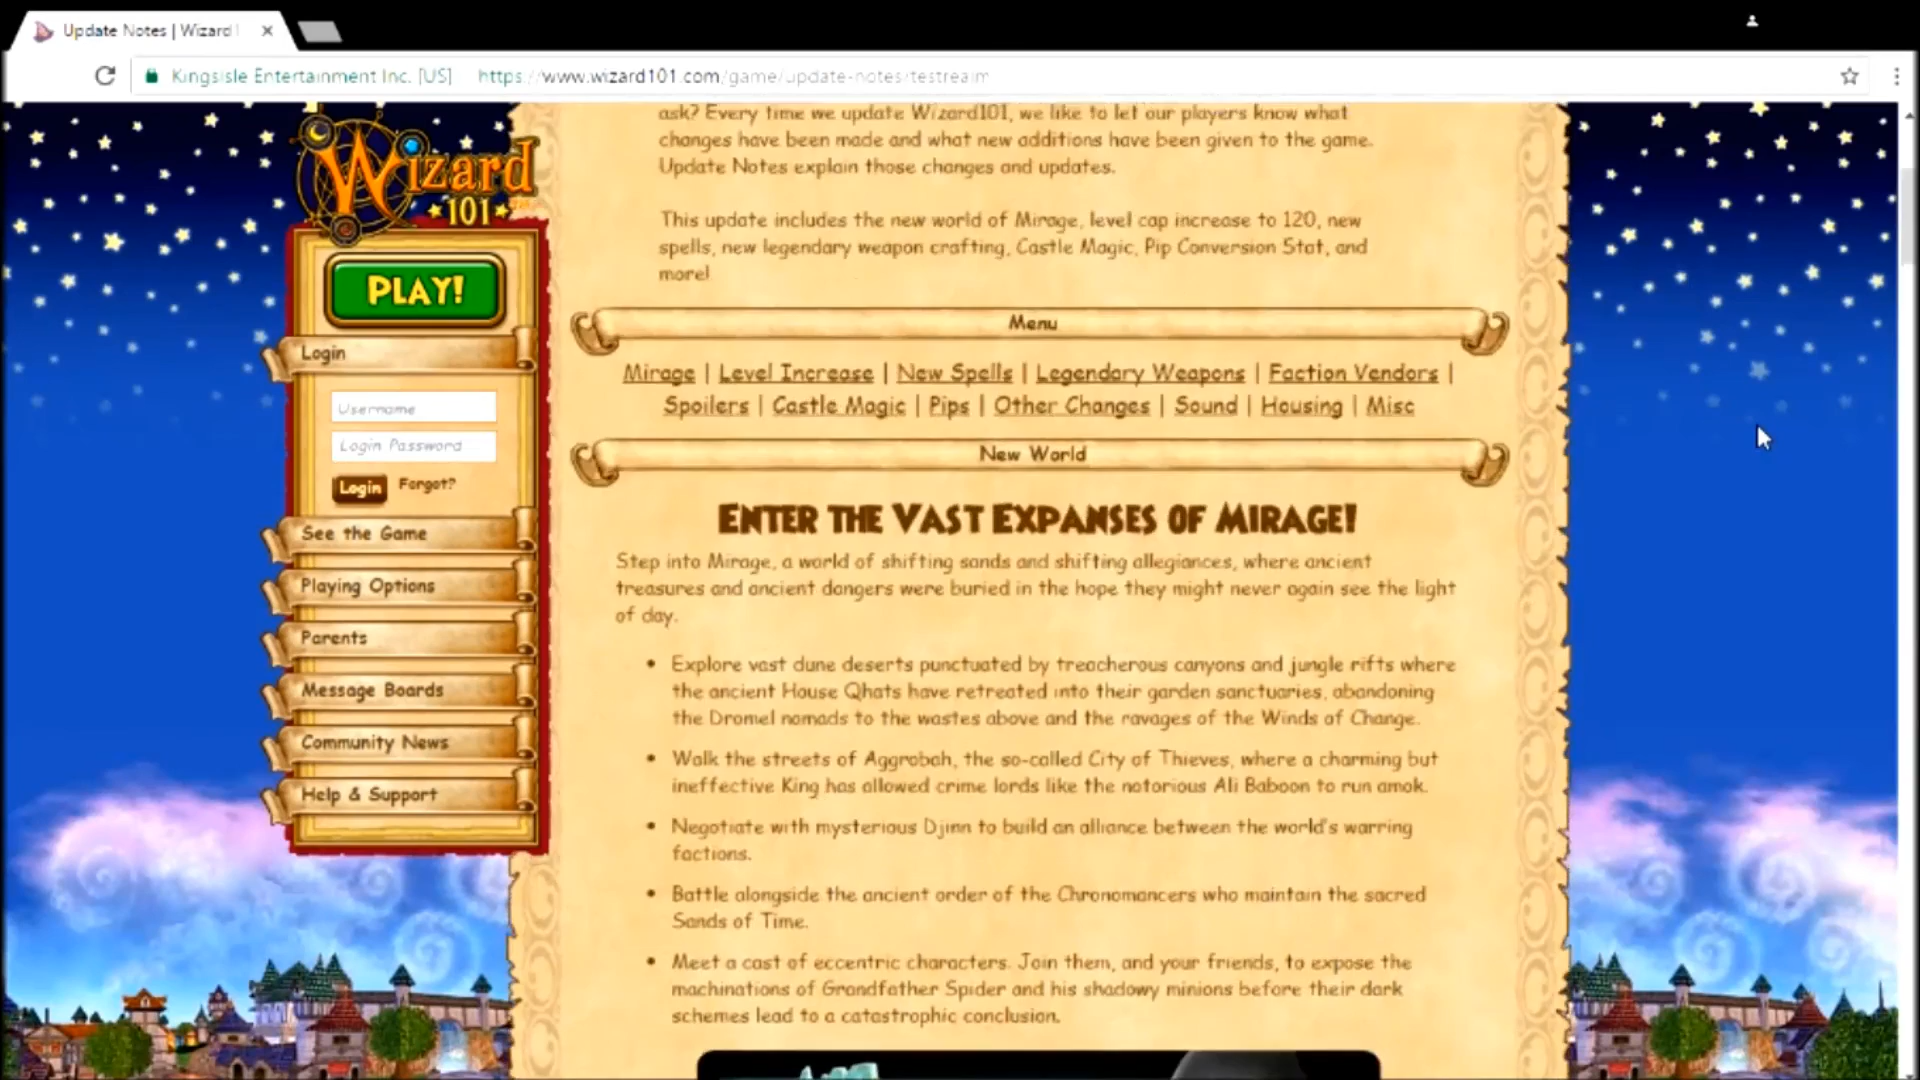 Update Notes | Wizard1
Kingsisle Entertainment Inc. [US] https://www.wizard101.com/game/update-notes/testrealm
Wizard
101
PLAY!
Login
Username
Login Password
Login Forgot?
See the Game
Playing Options
Parents
Message Boards
Community News
Help & Support
ask? Every time we update Wizard101, we like to let our players know what
changes have been made and what new additions have been given to the game.
Update Notes explain those changes and updates.
This update includes the new world of Mirage, level cap increase to 120, new
spells, new legendary weapon crafting, Castle Magic, Pip Conversion Stat, and
more!
Menu
Mirage | Level Increase | New Spells | Legendary Weapons | Faction Vendors |
Spoilers | Castle Magic | Pips | Other Changes | Sound | Housing | Misc
New World
ENTER THE VAST EXPANSES OF MIRAGE!
Step into Mirage, a world of shifting sands and shifting allegiances, where ancient
treasures and ancient dangers were buried in the hope they might never again see the light
of day.
• Explore vast dune deserts punctuated by treacherous canyons and jungle rifts where
the ancient House Qhats have retreated into their garden sanctuaries, abandoning
the Dromel nomads to the wastes above and the ravages of the Winds of Change.
• Walk the streets of Aggrobah, the so-called City of Thieves, where a charming but
ineffective King has allowed crime lords like the notorious Ali Baboon to run amok.
• Negotiate with mysterious Djinn to build an alliance between the world's warring
factions.
• Battle alongside the ancient order of the Chronomancers who maintain the sacred
Sands of Time.
• Meet a cast of eccentric characters. Join them, and your friends, to expose the
machinations of Grandfather Spider and his shadowy minions before their dark
schemes lead to a catastrophic conclusion.